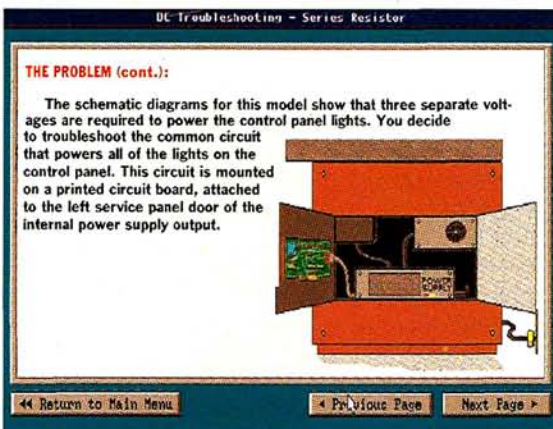 DC Troubleshooting - Series Resistor
THE PROBLEM (cont.):
The schematic diagrams for this model show that three separate volt-
ages are required to power the control panel lights. You decide
to troubleshoot the common circuit
that powers all of the lights on the
control panel. This circuit is mounted
on a printed circuit board, attached
to the left service panel door of the
internal power supply output.
POWER
SUPPLY
◄◄ Return to Main Menu
◄ Previous Page
Next Page ►